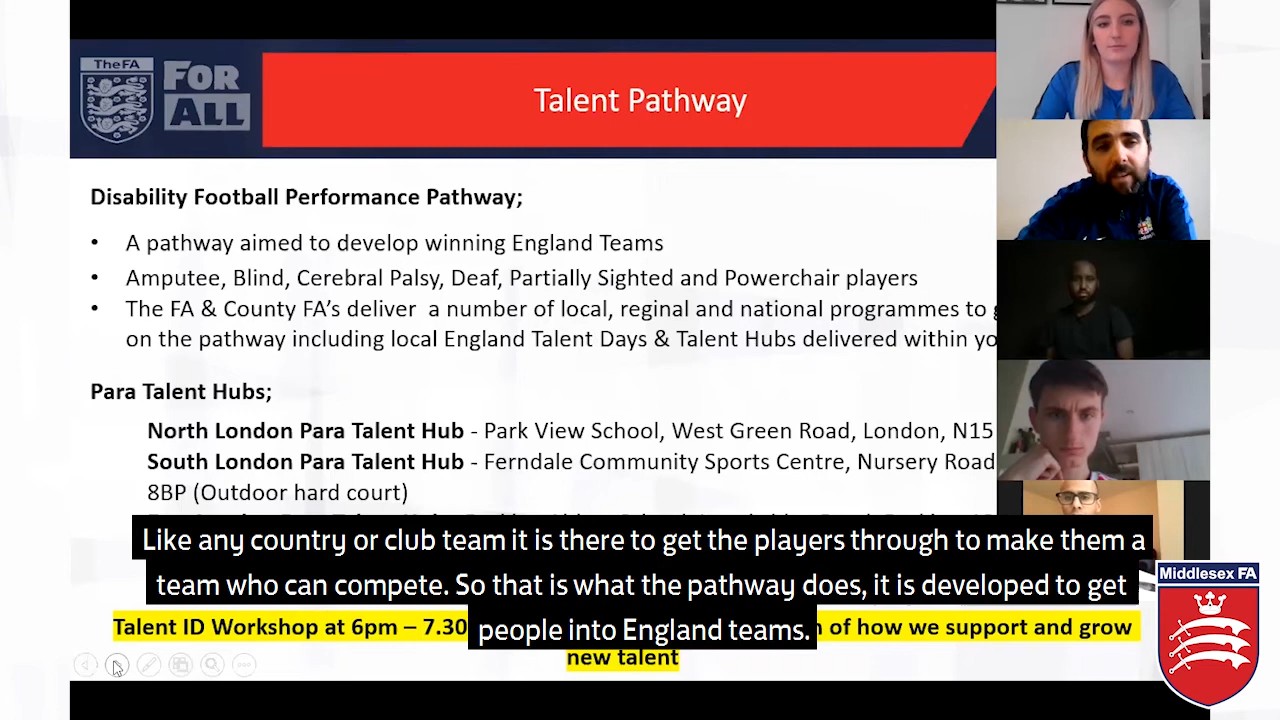 TheFA
FOR
ALL
Talent Pathway
Disability Football Performance Pathway;
• A pathway aimed to develop winning England Teams
• Amputee, Blind, Cerebral Palsy, Deaf, Partially Sighted and Powerchair players
• The FA & County FA's deliver a number of local, reginal and national programmes to
on the pathway including local England Talent Days & Talent Hubs delivered within
Para Talent Hubs;
North London Para Talent Hub - Park View School, West Green Road, London, N15
South London Para Talent Hub - Ferndale Community Sports Centre, Nursery Road
8BP (Outdoor hard court)
Like any country or club team it is there to get the players through to make them a
team who can compete. So that is what the pathway does, it is developed to get
people into England teams.
Talent ID Workshop at 6pm – 7.30 of how we support and grow
new talent
Middlesex FA